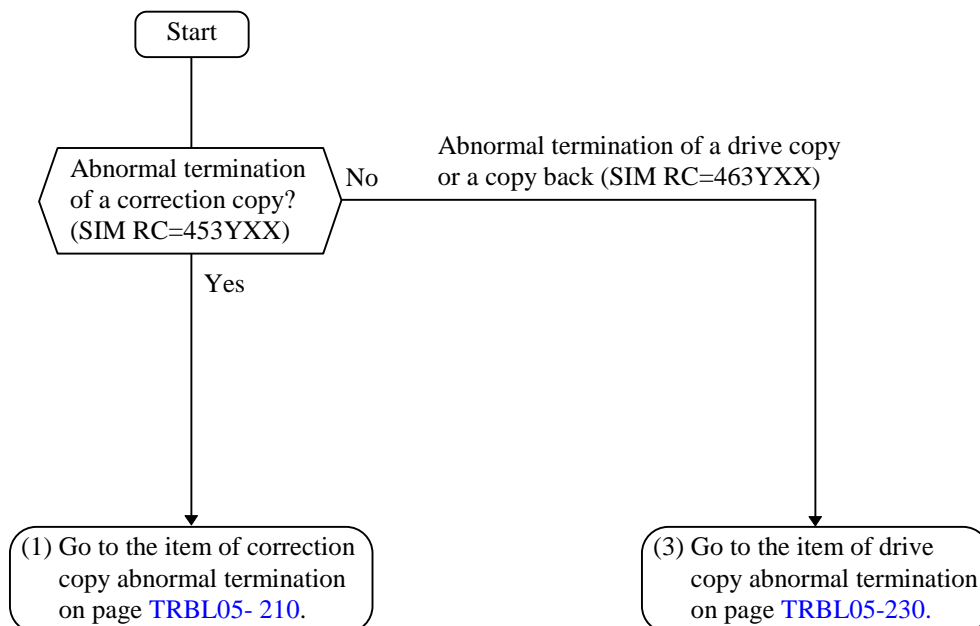 Start
Abnormal termination
of a correction copy?
(SIM RC=453YXX)
No
Abnormal termination of a drive copy
or a copy back (SIM RC=463YXX)
Yes
(1) Go to the item of correction
copy abnormal termination
on page TRBL05- 210.
(3) Go to the item of drive
copy abnormal termination
on page TRBL05-230.